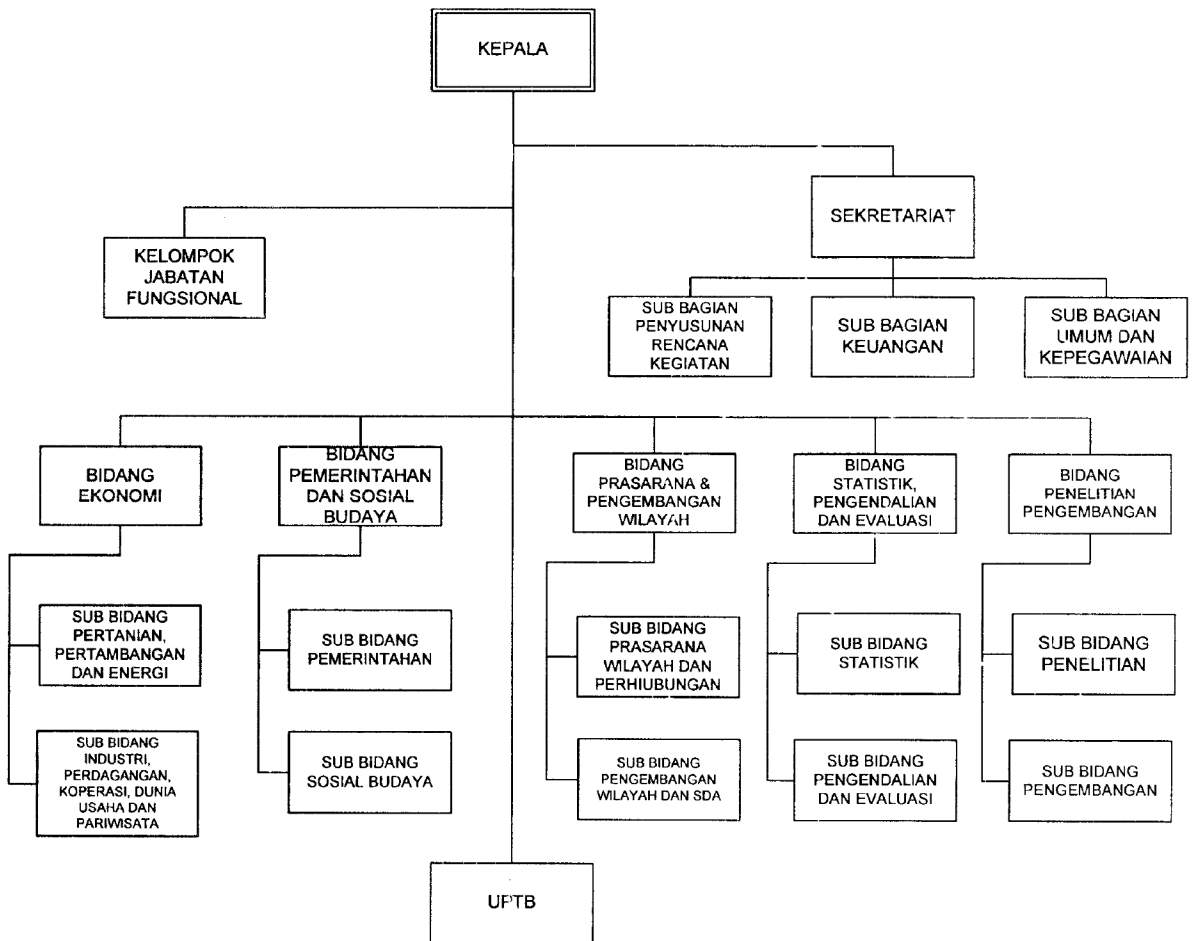 KEPALA
SEKRETARIAT
KELOMPOK
JABATAN
FUNGSIONAL
SUB BAGIAN
PENYUSUNAN
RENCANA
KEGIATAN
SUB BAGIAN
KEUANGAN
SUB BAGIAN
UMUM DAN
KEPEGAWAIAN
BIDANG
EKONOMI
BIDANG
PEMERINTAHAN
DAN SOSIAL
BUDAYA
BIDANG
PRASARANA &
PENGEMBANGAN
WILAYAH
BIDANG
STATISTIK,
PENGENDALIAN
DAN EVALUASI
BIDANG
PENELITIAN
PENGEMBANGAN
SUB BIDANG
PERTANIAN,
PERTAMBANGAN
DAN ENERGI
SUB BIDANG
PEMERINTAHAN
SUB BIDANG
PRASARANA
WILAYAH DAN
PERHIUBUNGAN
SUB BIDANG
STATISTIK
SUB BIDANG
PENELITIAN
SUB BIDANG
INDUSTRI,
PERDAGANGAN,
KOPERASI, DUNIA
USAHA DAN
PARIWISATA
SUB BIDANG
SOSIAL BUDAYA
SUB BIDANG
PENGEMBANGAN
WILAYAH DAN SDA
SUB BIDANG
PENGENDALIAN
DAN EVALUASI
SUB BIDANG
PENGEMBANGAN
UPTB